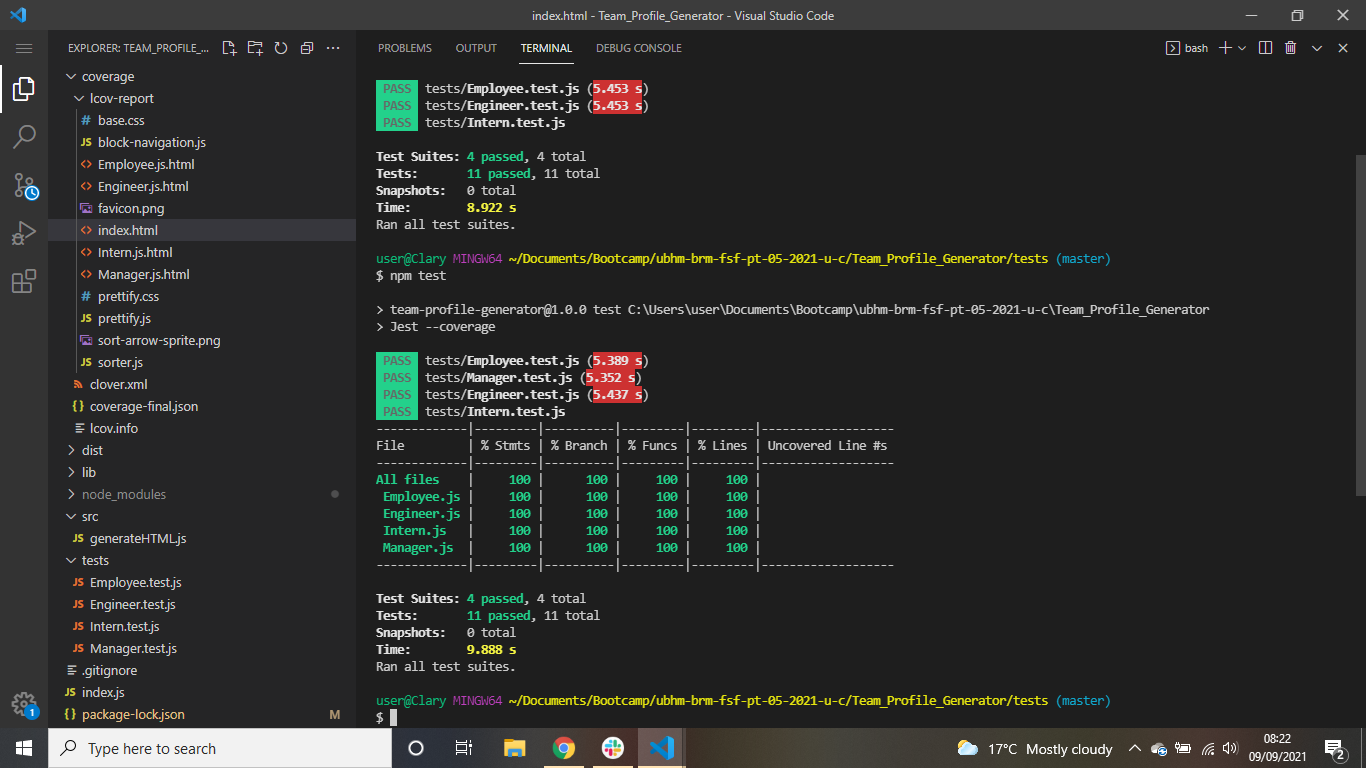 index.html - Team_Profile_Generator - Visual Studio Code
EXPLORER: TEAM_PROFILE_...
coverage
lcov-report
# base.css
JS block-navigation.js
<> Employee.js.html
<> Engineer.js.html
favicon.png
<> index.html
<> Intern.js.html
<> Manager.js.html
# prettify.css
JS prettify.js
sort-arrow-sprite.png
JS sorter.js
clover.xml
{} coverage-final.json
lcov.info
dist
lib
node_modules
src
JS generateHTML.js
tests
JS Employee.test.js
JS Engineer.test.js
JS Intern.test.js
JS Manager.test.js
.gitignore
JS index.js
{} package-lock.json M
1
PROBLEMS OUTPUT TERMINAL DEBUG CONSOLE bash
PASS tests/Employee.test.js (5.453 s)
PASS tests/Engineer.test.js (5.453 s)
PASS tests/Intern.test.js
Test Suites: 4 passed, 4 total
Tests: 11 passed, 11 total
Snapshots: 0 total
Time: 8.922 s
Ran all test suites.
user@Clary MINGW64 ~/Documents/Bootcamp/ubhm-brm-fsf-pt-05-2021-u-c/Team_Profile_Generator/tests (master)
$ npm test
> team-profile-generator@1.0.0 test C:\Users\user\Documents\Bootcamp\ubhm-brm-fsf-pt-05-2021-u-c\Team_Profile_Generator
> Jest --coverage
PASS tests/Employee.test.js (5.389 s)
PASS tests/Manager.test.js (5.352 s)
PASS tests/Engineer.test.js (5.437 s)
PASS tests/Intern.test.js
-------------|---------|----------|---------|---------|-------------------
File | % Stmts | % Branch | % Funcs | % Lines | Uncovered Line #s
-------------|---------|----------|---------|---------|-------------------
All files | 100 | 100 | 100 | 100 |
Employee.js | 100 | 100 | 100 | 100 |
Engineer.js | 100 | 100 | 100 | 100 |
Intern.js | 100 | 100 | 100 | 100 |
Manager.js | 100 | 100 | 100 | 100 |
-------------|---------|----------|---------|---------|-------------------
Test Suites: 4 passed, 4 total
Tests: 11 passed, 11 total
Snapshots: 0 total
Time: 9.888 s
Ran all test suites.
user@Clary MINGW64 ~/Documents/Bootcamp/ubhm-brm-fsf-pt-05-2021-u-c/Team_Profile_Generator/tests (master)
$
Type here to search
17°C Mostly cloudy
08:22
09/09/2021
2